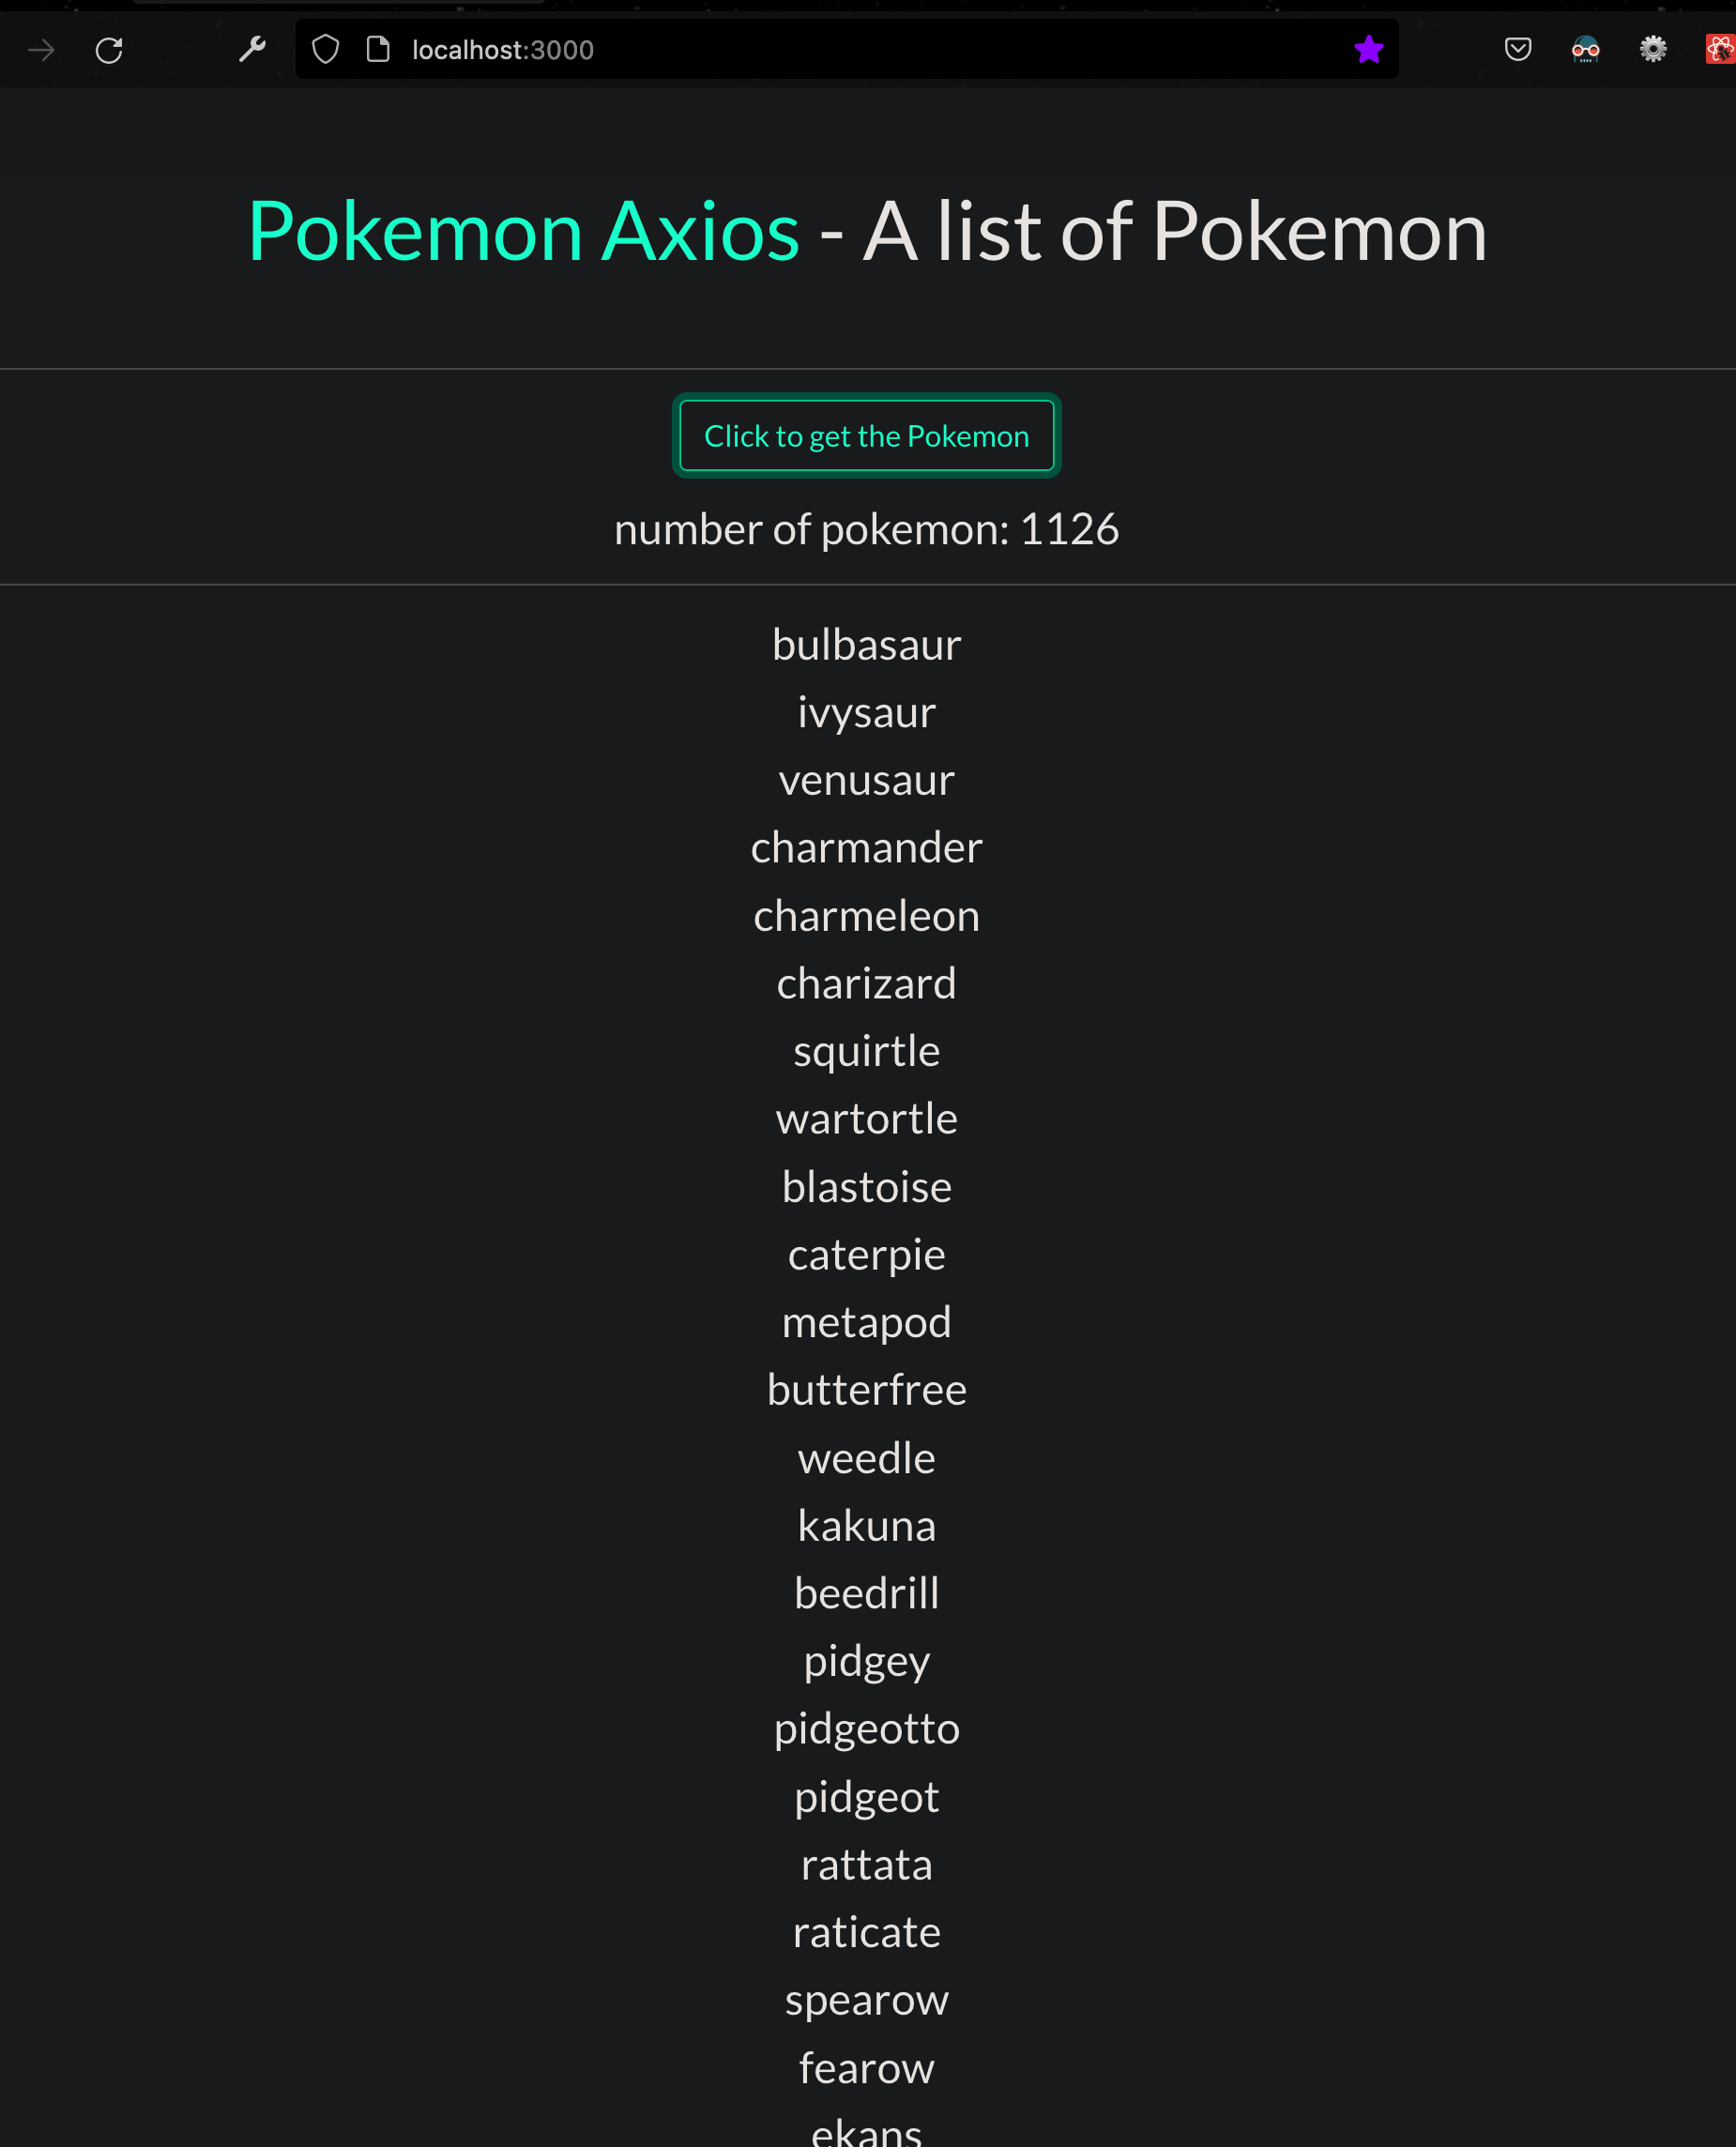 localhost:3000
Pokemon Axios - A list of Pokemon
Click to get the Pokemon
number of pokemon: 1126
bulbasaur
ivysaur
venusaur
charmander
charmeleon
charizard
squirtle
wartortle
blastoise
caterpie
metapod
butterfree
weedle
kakuna
beedrill
pidgey
pidgeotto
pidgeot
rattata
raticate
spearow
fearow
ekans